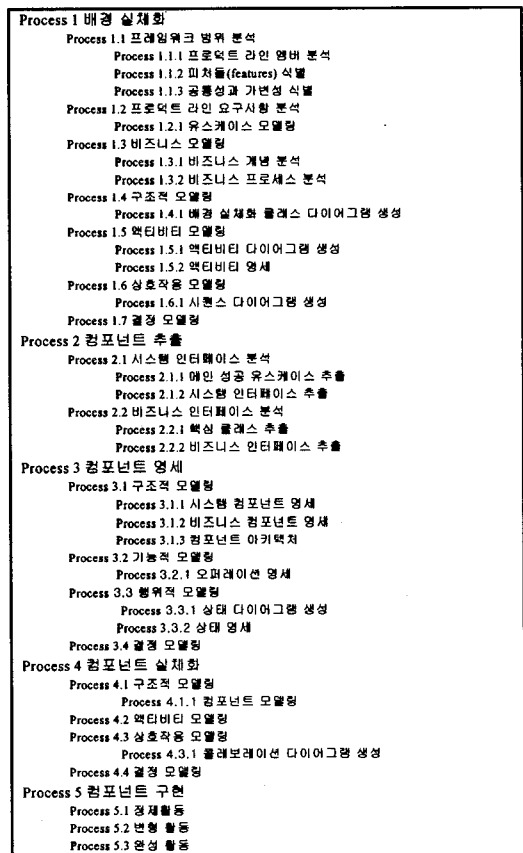 Process 1 배경 실체화
Process 1.1 프레임워크 범위 분석
Process 1.1.1 프로덕트 라인 멤버 분석
Process 1.1.2 피처들(features) 식별
Process 1.1.3 공통성과 가변성 식별
Process 1.2 프로덕트 라인 요구사항 분석
Process 1.2.1 유스케이스 모델링
Process 1.3 비즈니스 모델링
Process 1.3.1 비즈니스 개념 분석
Process 1.3.2 비즈니스 프로세스 분석
Process 1.4 구조적 모델링
Process 1.4.1 배경 실체화 클래스 다이어그램 생성
Process 1.5 액티비티 모델링
Process 1.5.1 액티비티 다이어그램 생성
Process 1.5.2 액티비티 명세
Process 1.6 상호작용 모델링
Process 1.6.1 시퀀스 다이어그램 생성
Process 1.7 결정 모델링
Process 2 컴포넌트 추출
Process 2.1 시스템 인터페이스 분석
Process 2.1.1 메인 성공 유스케이스 추출
Process 2.1.2 시스템 인터페이스 추출
Process 2.2 비즈니스 인터페이스 분석
Process 2.2.1 핵심 클래스 추출
Process 2.2.2 비즈니스 인터페이스 추출
Process 3 컴포넌트 명세
Process 3.1 구조적 모델링
Process 3.1.1 시스템 컴포넌트 명세
Process 3.1.2 비즈니스 컴포넌트 명세
Process 3.1.3 컴포넌트 아키텍처
Process 3.2 기능적 모델링
Process 3.2.1 오퍼레이션 명세
Process 3.3 행위적 모델링
Process 3.3.1 상태 다이어그램 생성
Process 3.3.2 상태 명세
Process 3.4 결정 모델링
Process 4 컴포넌트 실체화
Process 4.1 구조적 모델링
Process 4.1.1 컴포넌트 모델링
Process 4.2 액티비티 모델링
Process 4.3 상호작용 모델링
Process 4.3.1 콜레보레이션 다이어그램 생성
Process 4.4 결정 모델링
Process 5 컴포넌트 구현
Process 5.1 정제활동
Process 5.2 변형 활동
Process 5.3 완성 활동